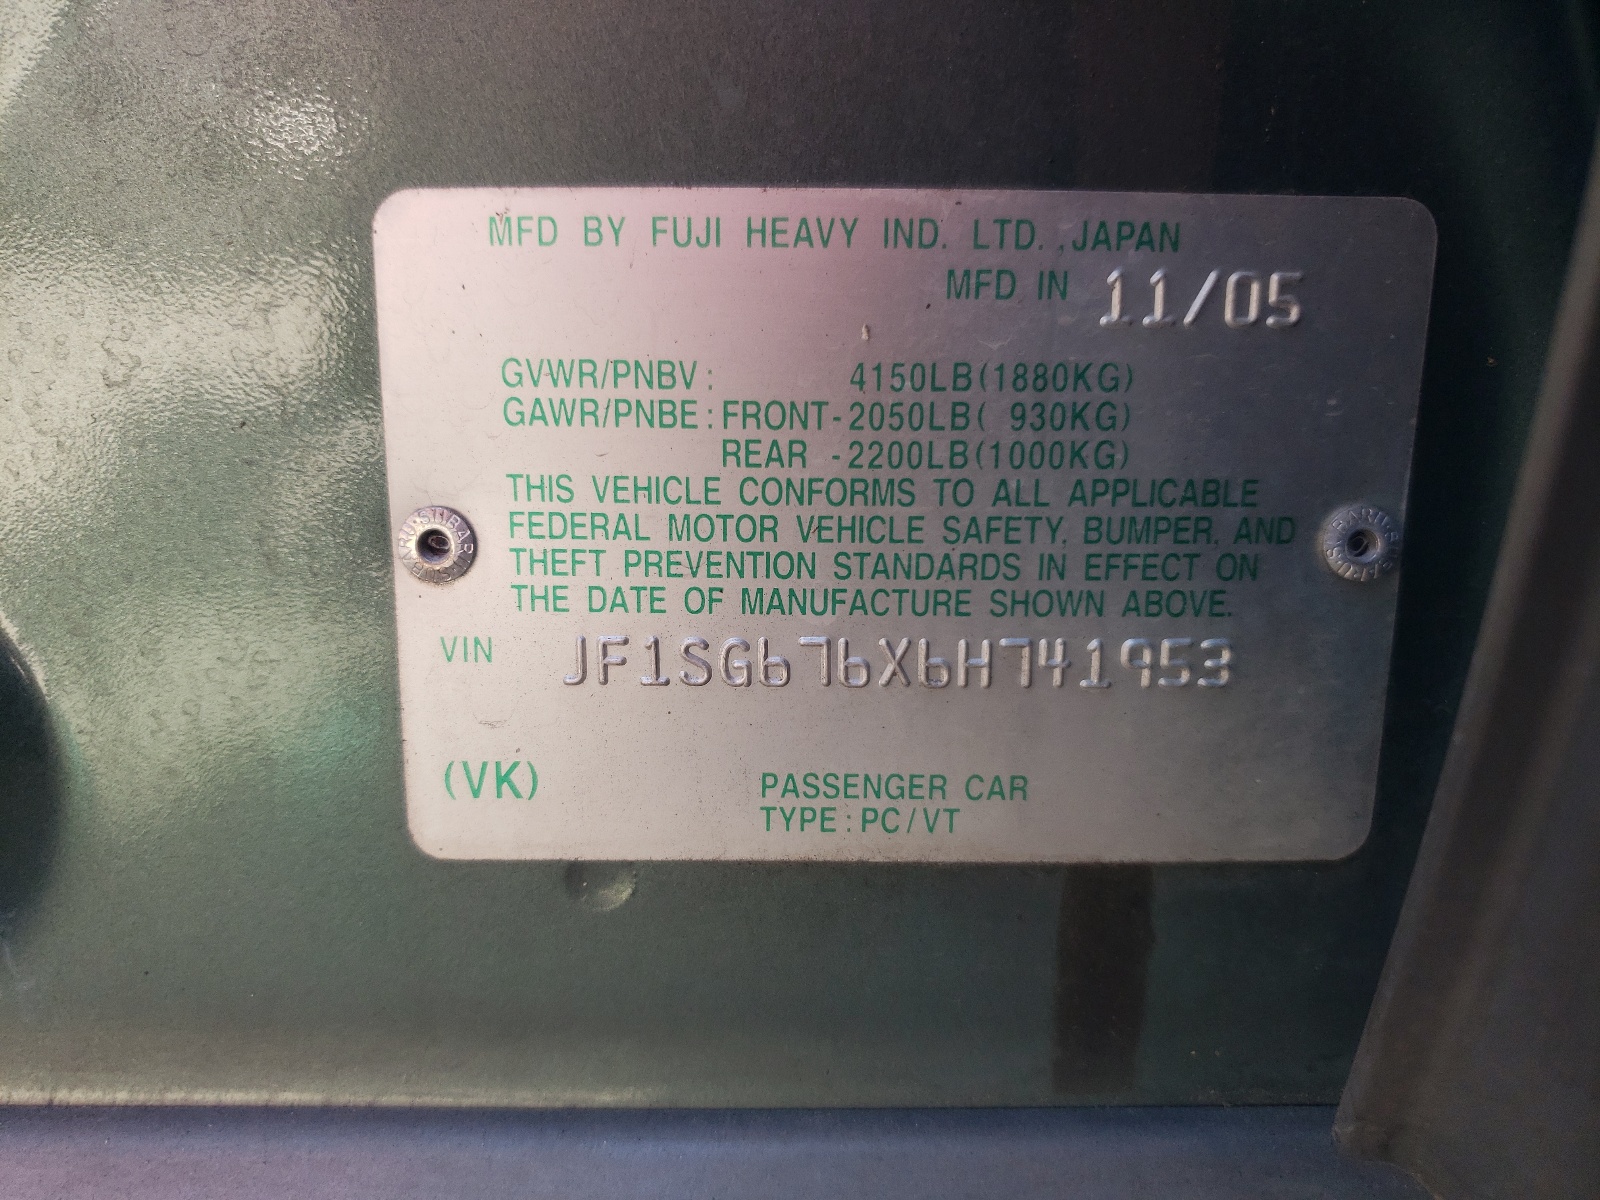 MFD BY FUJI HEAVY IND. LTD. , JAPAN
MFD IN 11/05
GVWR/PNBV : 4150LB(1880KG)
GAWR/PNBE : FRONT-2050LB( 930KG)
REAR -2200LB(1000KG)
THIS VEHICLE CONFORMS TO ALL APPLICABLE
FEDERAL MOTOR VEHICLE SAFETY, BUMPER, AND
THEFT PREVENTION STANDARDS IN EFFECT ON
THE DATE OF MANUFACTURE SHOWN ABOVE.
VIN JF1SG676X6H741953
(VK)
PASSENGER CAR
TYPE : PC/VT